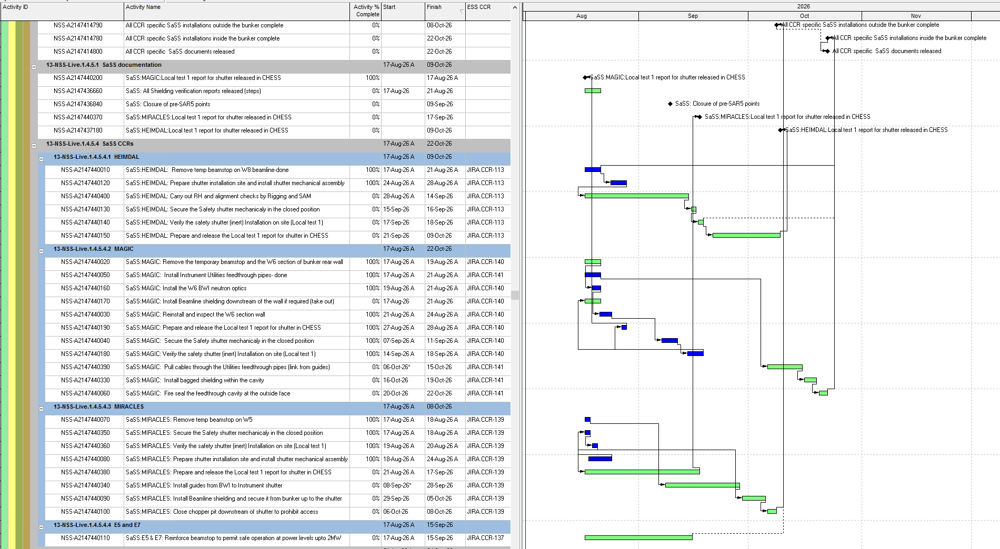 Activity ID Activity Name Activity % Complete Start Finish ESS CCR
2026
Aug Sep Oct Nov
NSS-A2147414790 All CCR specific SaSS installations outside the bunker complete 0% 08-Oct-26 All CCR specific SaSS installations outside the bunker complete
NSS-A2147414780 All CCR specific SaSS installations inside the bunker complete 0% 22-Oct-26 All CCR specific SaSS installations inside the bunker complete
NSS-A2147414800 All CCR specific  SaSS documents released 0% 22-Oct-26 All CCR specific  SaSS documents released
13-NSS-Live.1.4.5.1  SaSS documentation 17-Aug-26 A 09-Oct-26
NSS-A2147440200 SaSS:MAGIC:Local test 1 report for shutter released in CHESS 100% 17-Aug-26 A SaSS:MAGIC:Local test 1 report for shutter released in CHESS
NSS-A2147436660 SaSS: All Shielding verification reports released (steps) 0% 17-Aug-26 21-Aug-26
NSS-A2147436840 SaSS: Closure of pre-SAR5 points 0% 09-Sep-26 SaSS: Closure of pre-SAR5 points
NSS-A2147440370 SaSS:MIRACLES:Local test 1 report for shutter released in CHESS 0% 17-Sep-26 SaSS:MIRACLES:Local test 1 report for shutter released in CHESS
NSS-A2147437180 SaSS:HEIMDAL:Local test 1 report for shutter released in CHESS 0% 09-Oct-26 SaSS:HEIMDAL:Local test 1 report for shutter released in CHESS
13-NSS-Live.1.4.5.4  SaSS CCRs 17-Aug-26 A 22-Oct-26
13-NSS-Live.1.4.5.4.1  HEIMDAL 17-Aug-26 A 09-Oct-26
NSS-A2147440010 SaSS:HEIMDAL:  Remove temp beamstop on W8 beamline-done 100% 17-Aug-26 A 21-Aug-26 A JIRA.CCR-113
NSS-A2147440120 SaSS:HEIMDAL: Prepare shutter installation site and install shutter mechanical assembly 100% 24-Aug-26 A 28-Aug-26 A JIRA.CCR-113
NSS-A2147440400 SaSS:HEIMDAL: Carry out RH and alignment checks by Rigging and SAM 0% 28-Aug-26 A 14-Sep-26 JIRA.CCR-113
NSS-A2147440130 SaSS:HEIMDAL: Secure the Safety shutter mechanicaly in the closed position 0% 15-Sep-26 16-Sep-26 JIRA.CCR-113
NSS-A2147440140 SaSS:HEIMDAL: Verify the safety shutter (inert) Installation on site (Local test 1) 0% 17-Sep-26 18-Sep-26 JIRA.CCR-113
NSS-A2147440150 SaSS:HEIMDAL: Prepare and release the Local test 1 report for shutter in CHESS 0% 21-Sep-26 09-Oct-26 JIRA.CCR-113
13-NSS-Live.1.4.5.4.2  MAGIC 17-Aug-26 A 22-Oct-26
NSS-A2147440020 SaSS:MAGIC: Remove the temporary beamstop and the W6 section of bunker rear wall 100% 17-Aug-26 A 19-Aug-26 A JIRA.CCR-140
NSS-A2147440050 SaSS:MAGIC:  Install Instrument Utilities feedthrough pipes- done 100% 17-Aug-26 A 21-Aug-26 A JIRA.CCR-141
NSS-A2147440160 SaSS:MAGIC: Install the W6 BWI neutron optics 100% 19-Aug-26 A 21-Aug-26 A JIRA.CCR-140
NSS-A2147440170 SaSS:MAGIC: Install Beamline shielding downstream of the wall if required (take out) 0% 17-Aug-26 21-Aug-26 JIRA.CCR-140
NSS-A2147440030 SaSS:MAGIC: Reinstall and inspect the W6 section wall 100% 21-Aug-26 A 24-Aug-26 A JIRA.CCR-140
NSS-A2147440190 SaSS:MAGIC: Prepare and release the Local test 1 report for shutter in CHESS 100% 27-Aug-26 A 28-Aug-26 A JIRA.CCR-140
NSS-A2147440040 SaSS:MAGIC:  Secure the Safety shutter mechanicaly in the closed position 100% 07-Sep-26 A 11-Sep-26 A JIRA.CCR-140
NSS-A2147440180 SaSS:MAGIC: Verify the safety shutter (inert) Installation on site (Local test 1) 100% 14-Sep-26 A 18-Sep-26 A JIRA.CCR-140
NSS-A2147440390 SaSS:MAGIC:  Pull cables through the Utilities feedthrough pipes (link from guides) 0% 06-Oct-26* 15-Oct-26 JIRA.CCR-141
NSS-A2147440330 SaSS:MAGIC:  Install bagged shielding within the cavity 0% 16-Oct-26 19-Oct-26 JIRA.CCR-141
NSS-A2147440060 SaSS:MAGIC:  Fire seal the feedthrough cavity at the outside face 0% 20-Oct-26 22-Oct-26 JIRA.CCR-141
13-NSS-Live.1.4.5.4.3  MIRACLES 17-Aug-26 A 08-Oct-26
NSS-A2147440070 SaSS:MIRACLES: Remove temp beamstop on W5 100% 17-Aug-26 A 18-Aug-26 A JIRA.CCR-139
NSS-A2147440350 SaSS:MIRACLES: Secure the Safety shutter mechanicaly in the closed position 100% 17-Aug-26 A 18-Aug-26 A JIRA.CCR-139
NSS-A2147440360 SaSS:MIRACLES: Verify the safety shutter (inert) Installation on site (Local test 1) 100% 19-Aug-26 A 20-Aug-26 A JIRA.CCR-139
NSS-A2147440080 SaSS:MIRACLES: Prepare shutter installation site and install shutter mechanical assembly 100% 18-Aug-26 A 24-Aug-26 A JIRA.CCR-139
NSS-A2147440380 SaSS:MIRACLES: Prepare and release the Local test 1 report for shutter in CHESS 0% 21-Aug-26 A 17-Sep-26 JIRA.CCR-139
NSS-A2147440340 SaSS:MIRACLES: Install guides from BWI to Instrument shutter 0% 08-Sep-26* 28-Sep-26 JIRA.CCR-139
NSS-A2147440090 SaSS:MIRACLES: Install Beamline shielding and secure it from bunker up to the shutter 0% 29-Sep-26 05-Oct-26 JIRA.CCR-139
NSS-A2147440100 SaSS:MIRACLES: Close chopper pit downstream of shutter to prohibit access 0% 06-Oct-26 08-Oct-26 JIRA.CCR-139
13-NSS-Live.1.4.5.4.4  E5 and E7 17-Aug-26 A 15-Sep-26
NSS-A2147440110 SaSS:E5 & E7: Reinforce beamstop to permit safe operation at power levels upto 2MW 0% 17-Aug-26 A 15-Sep-26 JIRA.CCR-137